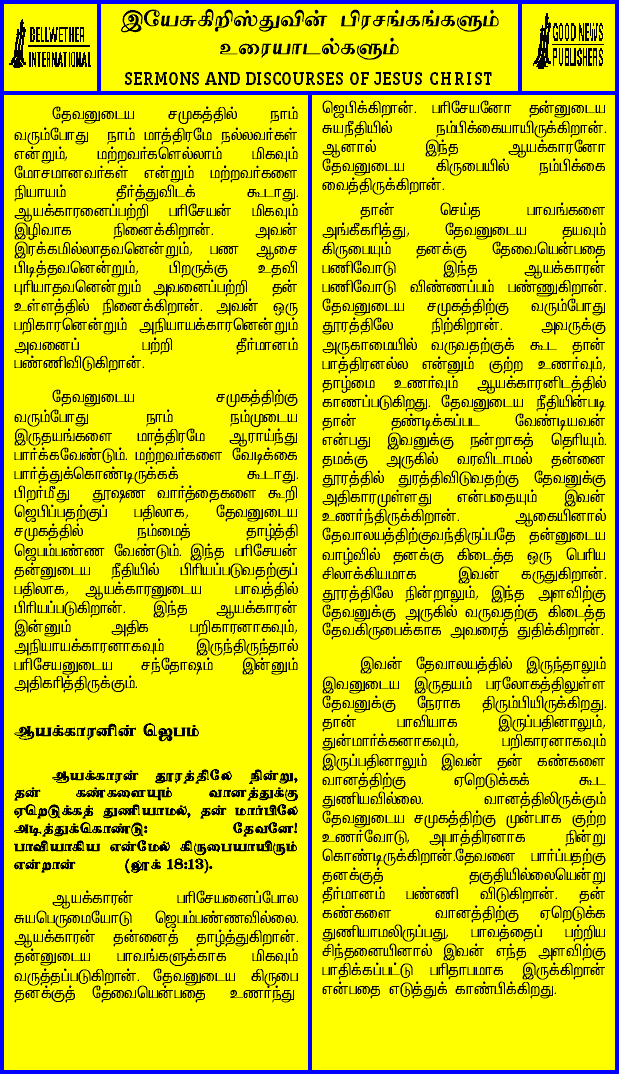 BELLWETHER
INTERNATIONAL
இயேசுகிறிஸ்துவின் பிரசங்கங்களும்
உரையாடல்களும்
SERMONS AND DISCOURSES OF JESUS CHRIST
GOOD NEWS
PUBLISHERS
தேவனுடைய சமுகத்தில் நாம்
வரும்போது நாம் மாத்திரமே நல்லவர்கள்
என்றும், மற்றவர்களெல்லாம் மிகவும்
மோசமானவர்கள் என்றும் மற்றவர்களை
நியாயம் தீர்த்துவிடக் கூடாது.
ஆயக்காரனைப்பற்றி பரிசேயன் மிகவும்
இழிவாக நினைக்கிறான். அவன்
இரக்கமில்லாதவனென்றும், பண ஆசை
பிடித்தவனென்றும், பிறருக்கு உதவி
புரியாதவனென்றும் அவனைப்பற்றி தன்
உள்ளத்தில் நினைக்கிறான். அவன் ஒரு
பறிகாரனென்றும் அநியாயக்காரனென்றும்
அவனைப் பற்றி தீர்மானம்
பண்ணிவிடுகிறான்.
தேவனுடைய சமுகத்திற்கு
வரும்போது நாம் நம்முடைய
இருதயங்களை மாத்திரமே ஆராய்ந்து
பார்க்கவேண்டும். மற்றவர்களை வேடிக்கை
பார்த்துக்கொண்டிருக்கக் கூடாது.
பிறர்மீது தூஷண வார்த்தைகளை கூறி
ஜெபிப்பதற்குப் பதிலாக, தேவனுடைய
சமுகத்தில் நம்மைத் தாழ்த்தி
ஜெபம்பண்ண வேண்டும். இந்த பரிசேயன்
தன்னுடைய நீதியில் பிரியப்படுவதற்குப்
பதிலாக, ஆயக்காரனுடைய பாவத்தில்
பிரியப்படுகிறான். இந்த ஆயக்காரன்
இன்னும் அதிக பறிகாரனாகவும்,
அநியாயக்காரனாகவும் இருந்திருந்தால்
பரிசேயனுடைய சந்தோஷம் இன்னும்
அதிகரித்திருக்கும்.
ஆயக்காரனின் ஜெபம்
ஆயக்காரன் தூரத்திலே நின்று,
தன் கண்களையும் வானத்துக்கு
ஏறெடுக்கத் துணியாமல், தன் மார்பிலே
அடித்துக்கொண்டு: தேவனே!
பாவியாகிய என்மேல் கிருபையாயிரும்
என்றான் (லூக் 18:13).
ஆயக்காரன் பரிசேயனைப்போல
சுயபெருமையோடு ஜெபம்பண்ணவில்லை.
ஆயக்காரன் தன்னைத் தாழ்த்துகிறான்.
தன்னுடைய பாவங்களுக்காக மிகவும்
வருத்தப்படுகிறான். தேவனுடைய கிருபை
தனக்குத் தேவையென்பதை உணர்ந்து
ஜெபிக்கிறான். பரிசேயனோ தன்னுடைய
சுயநீதியில் நம்பிக்கையாயிருக்கிறான்.
ஆனால் இந்த ஆயக்காரனோ
தேவனுடைய கிருபையில் நம்பிக்கை
வைத்திருக்கிறான்.
தான் செய்த பாவங்களை
அங்கீகரித்து, தேவனுடைய தயவும்
கிருபையும் தனக்கு தேவையென்பதை
பணிவோடு இந்த ஆயக்காரன்
பணிவோடு விண்ணப்பம் பண்ணுகிறான்.
தேவனுடைய சமுகத்திற்கு வரும்போது
தூரத்திலே நிற்கிறான். அவருக்கு
அருகாமையில் வருவதற்குக் கூட தான்
பாத்திரனல்ல என்னும் குற்ற உணர்வும்,
தாழ்மை உணர்வும் ஆயக்காரனிடத்தில்
காணப்படுகிறது. தேவனுடைய நீதியின்படி
தான் தண்டிக்கப்பட வேண்டியவன்
என்பது இவனுக்கு நன்றாகத் தெரியும்.
தமக்கு அருகில் வரவிடாமல் தன்னை
தூரத்தில் துரத்திவிடுவதற்கு தேவனுக்கு
அதிகாரமுள்ளது என்பதையும் இவன்
உணர்ந்திருக்கிறான். ஆகையினால்
தேவாலயத்திற்குவந்திருப்பதே தன்னுடைய
வாழ்வில் தனக்கு கிடைத்த ஒரு பெரிய
சிலாக்கியமாக இவன் கருதுகிறான்.
தூரத்திலே நின்றாலும், இந்த அளவிற்கு
தேவனுக்கு அருகில் வருவதற்கு கிடைத்த
தேவகிருபைக்காக அவரைத் துதிக்கிறான்.
இவன் தேவாலயத்தில் இருந்தாலும்
இவனுடைய இருதயம் பரலோகத்திலுள்ள
தேவனுக்கு நேராக திரும்பியிருக்கிறது.
தான் பாவியாக இருப்பதினாலும்,
துன்மார்க்கனாகவும், பறிகாரனாகவும்
இருப்பதினாலும் இவன் தன் கண்களை
வானத்திற்கு ஏறெடுக்கக் கூட
துணியவில்லை. வானத்திலிருக்கும்
தேவனுடைய சமுகத்திற்கு முன்பாக குற்ற
உணர்வோடு, அபாத்திரனாக நின்று
கொண்டிருக்கிறான்.தேவனை பார்ப்பதற்கு
தனக்குத் தகுதியில்லையென்று
தீர்மானம் பண்ணி விடுகிறான். தன்
கண்களை வானத்திற்கு ஏறெடுக்க
துணியாமலிருப்பது, பாவத்தைப் பற்றிய
சிந்தனையினால் இவன் எந்த அளவிற்கு
பாதிக்கப்பட்டு பரிதாபமாக இருக்கிறான்
என்பதை எடுத்துக் காண்பிக்கிறது.